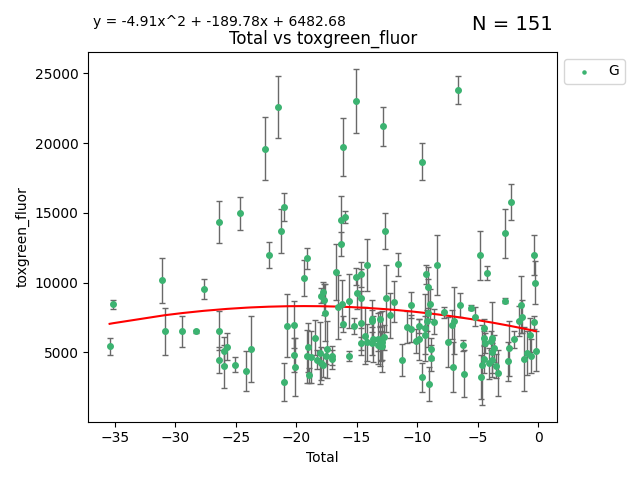 y = -4.91x^2 + -189.78x + 6482.68
N = 151
Total vs toxgreen_fluor
G
25000
20000
15000
10000
5000
toxgreen_fluor
−35
−30
−25
−20
−15
−10
−5
0
Total